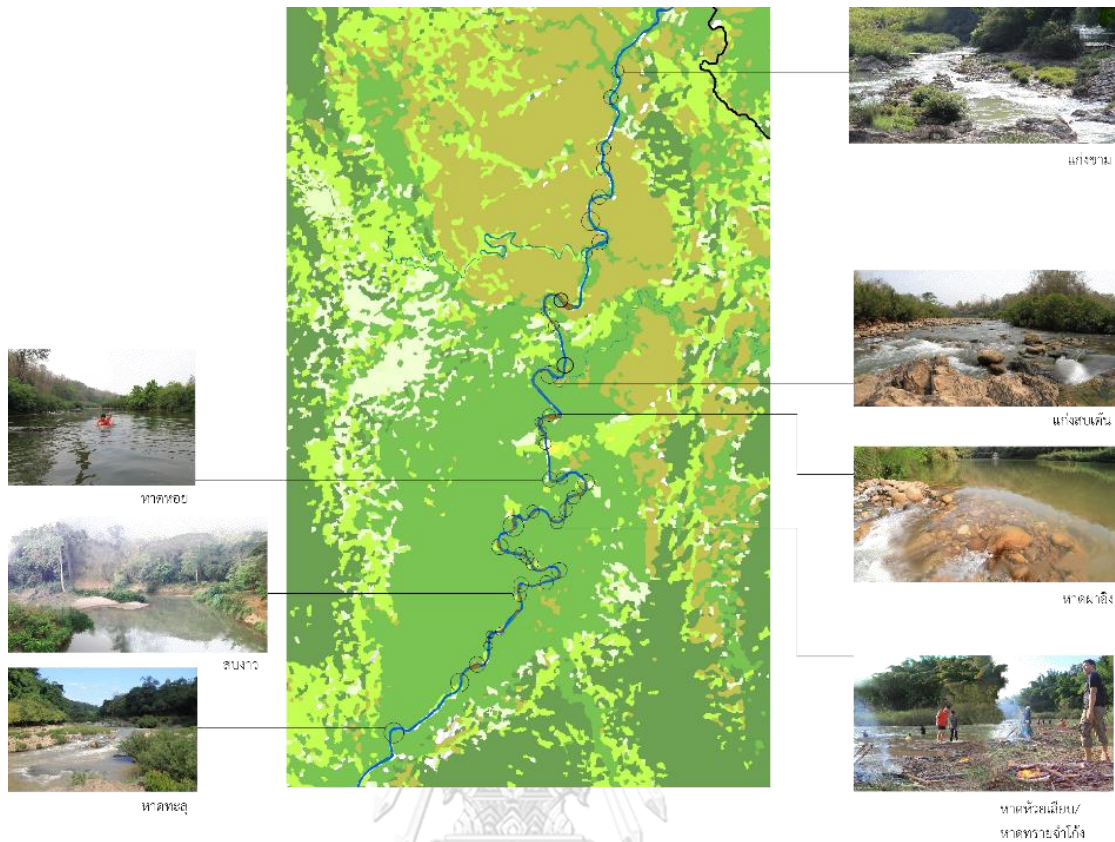 แก่งขาม
แก่งสบเต๊น
หาดหอย
หาดผาอิง
สบงาว
หาดทะลุ
หาดห้วยเลียบ/
หาดทรายจำโก้ง